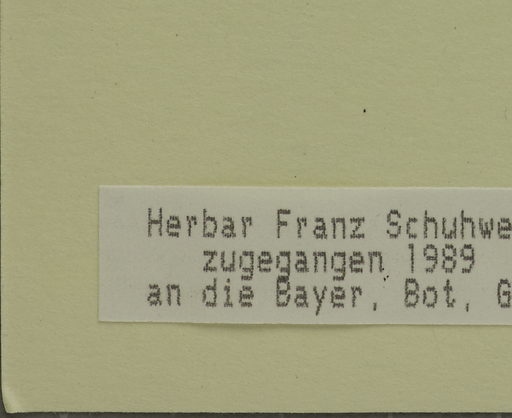 Herbar Franz Schuhwe
zugegangen 1989
an die Bayer. Bot. G